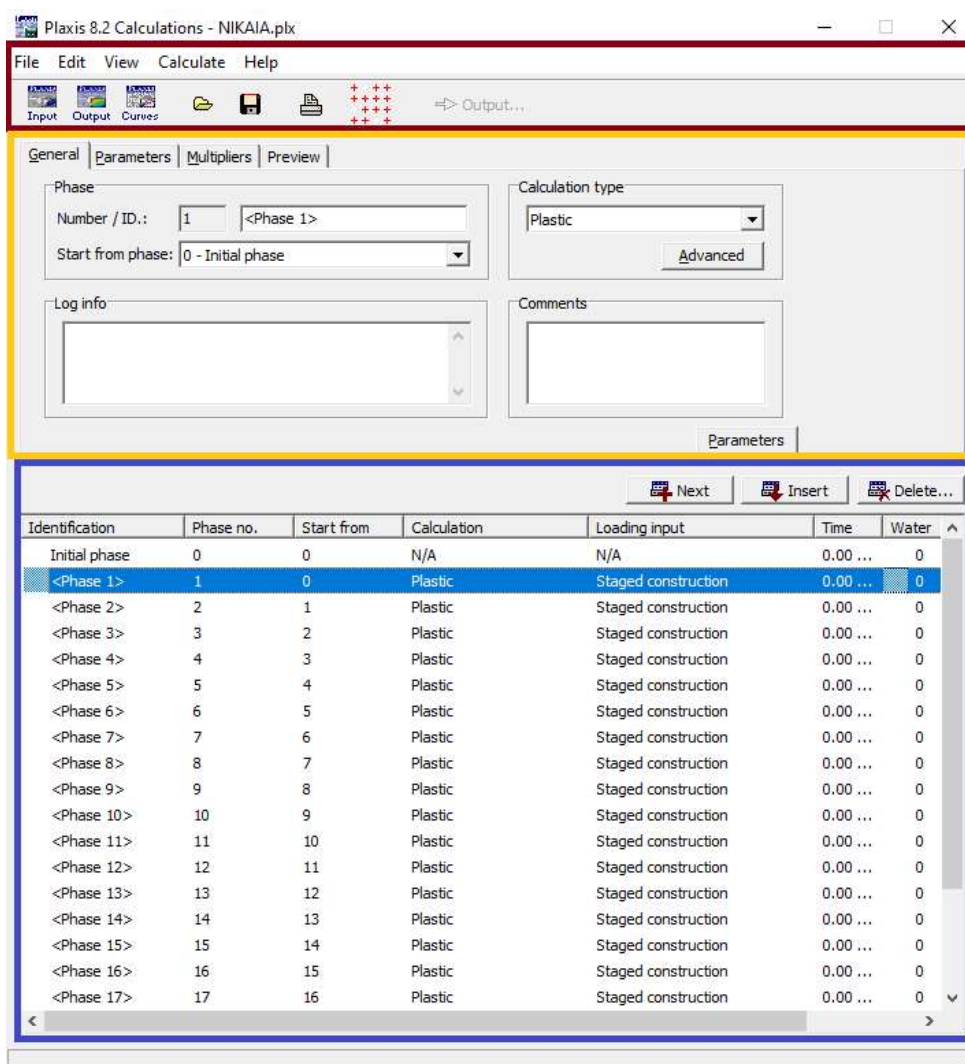 Plaxis 8.2 Calculations - NIKAIA.plx
File Edit View Calculate Help
Input Output Curves Output...
General Parameters Multipliers Preview
Phase
Number / ID.: 1 <Phase 1>
Start from phase: 0 - Initial phase
Calculation type
Plastic
Advanced
Log info
Comments
Parameters
Next Insert Delete...
Identification Phase no. Start from Calculation Loading input Time Water
Initial phase 0 0 N/A N/A 0.00 ... 0
<Phase 1> 1 0 Plastic Staged construction 0.00 ... 0
<Phase 2> 2 1 Plastic Staged construction 0.00 ... 0
<Phase 3> 3 2 Plastic Staged construction 0.00 ... 0
<Phase 4> 4 3 Plastic Staged construction 0.00 ... 0
<Phase 5> 5 4 Plastic Staged construction 0.00 ... 0
<Phase 6> 6 5 Plastic Staged construction 0.00 ... 0
<Phase 7> 7 6 Plastic Staged construction 0.00 ... 0
<Phase 8> 8 7 Plastic Staged construction 0.00 ... 0
<Phase 9> 9 8 Plastic Staged construction 0.00 ... 0
<Phase 10> 10 9 Plastic Staged construction 0.00 ... 0
<Phase 11> 11 10 Plastic Staged construction 0.00 ... 0
<Phase 12> 12 11 Plastic Staged construction 0.00 ... 0
<Phase 13> 13 12 Plastic Staged construction 0.00 ... 0
<Phase 14> 14 13 Plastic Staged construction 0.00 ... 0
<Phase 15> 15 14 Plastic Staged construction 0.00 ... 0
<Phase 16> 16 15 Plastic Staged construction 0.00 ... 0
<Phase 17> 17 16 Plastic Staged construction 0.00 ... 0